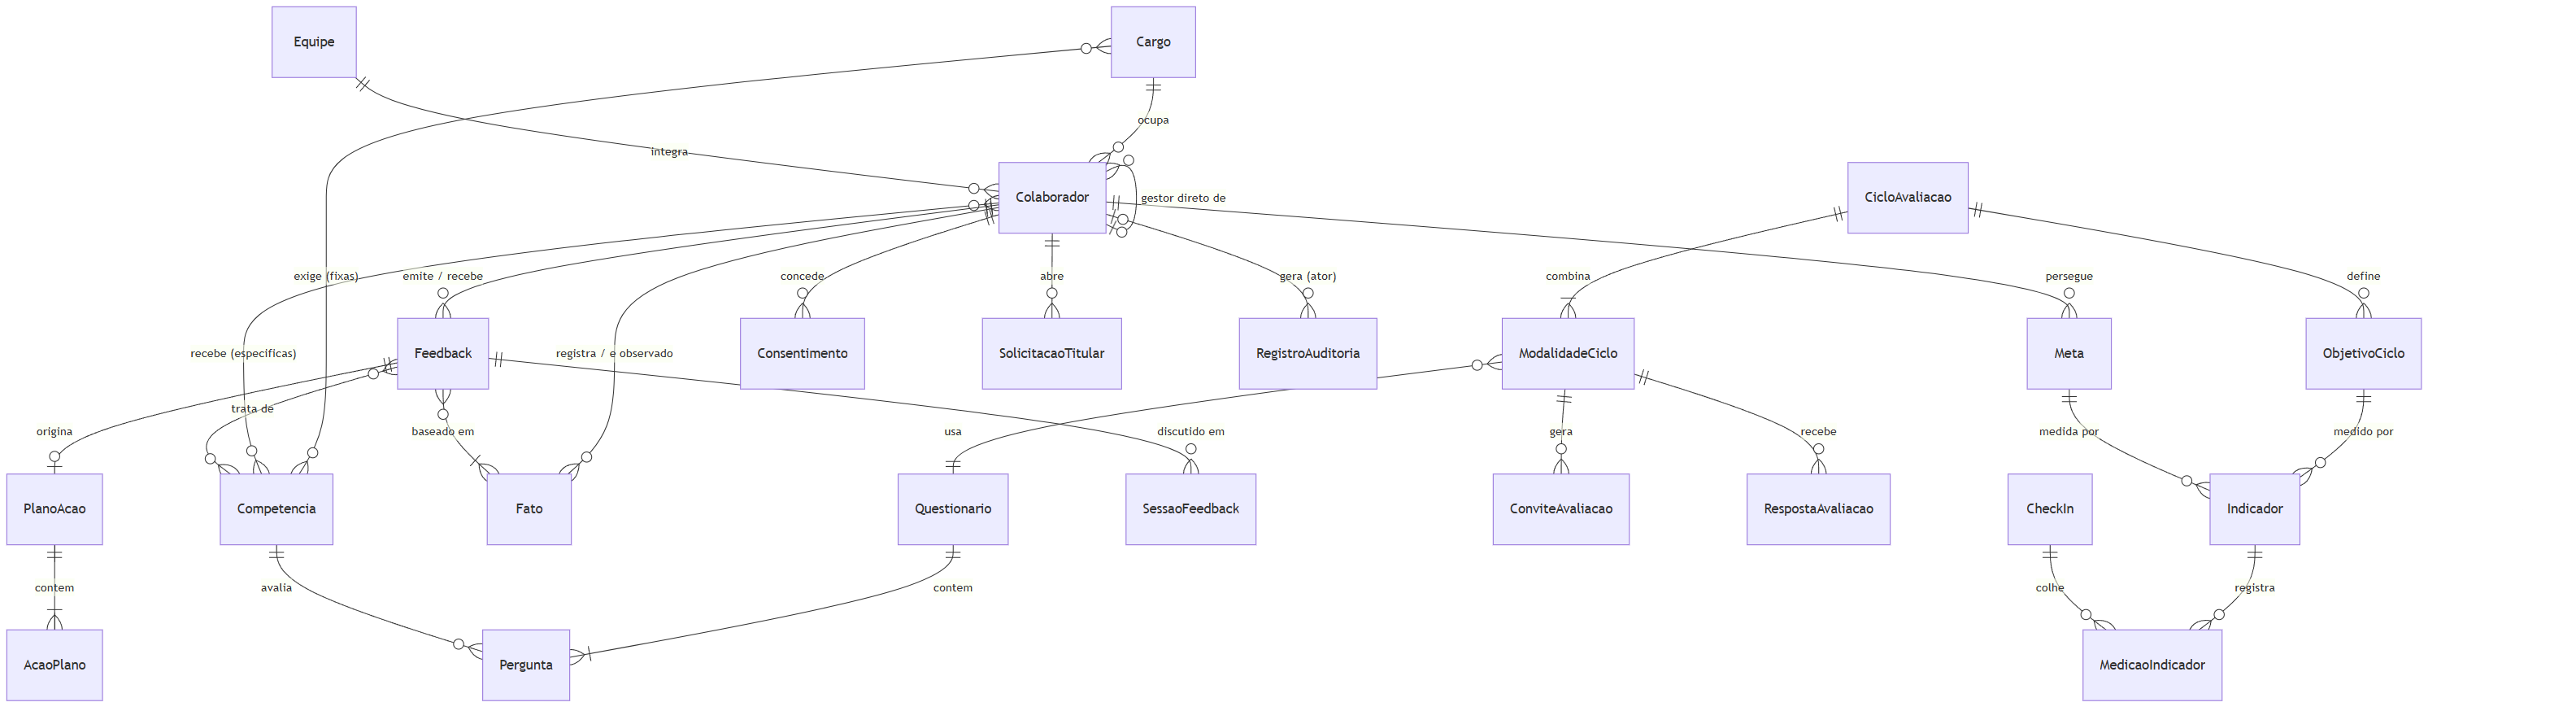 Equipe
Cargo
ocupa
integra
Colaborador
gestor direto de
CicloAvaliacao
exige (fixas)
emite / recebe
concede
abre
gera (ator)
combina
persegue
define
recebe (especificas)
Feedback
registra / e observado
Consentimento
SolicitacaoTitular
RegistroAuditoria
ModalidadeCiclo
Meta
ObjetivoCiclo
trata de
origina
baseado em
usa
discutido em
gera
recebe
medida por
medido por
PlanoAcao
Competencia
Fato
Questionario
SessaoFeedback
ConviteAvaliacao
RespostaAvaliacao
CheckIn
Indicador
contem
avalia
contem
colhe
registra
AcaoPlano
Pergunta
MedicaoIndicador